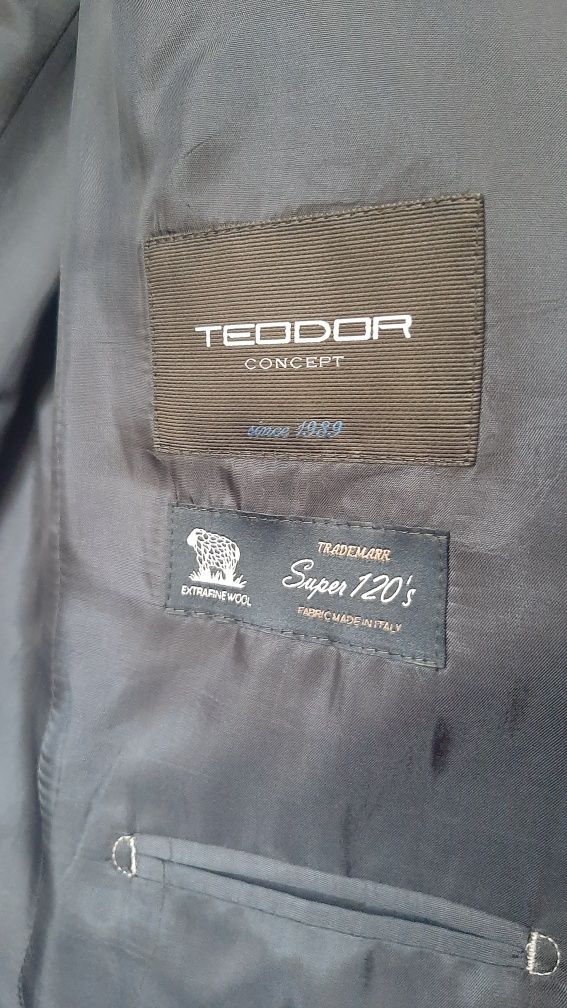 TEODOR
CONCEPT
since 1989
TRADEMARK
Super 120's
EXTRAFINE WOOL
FABRIC MADE IN ITALY